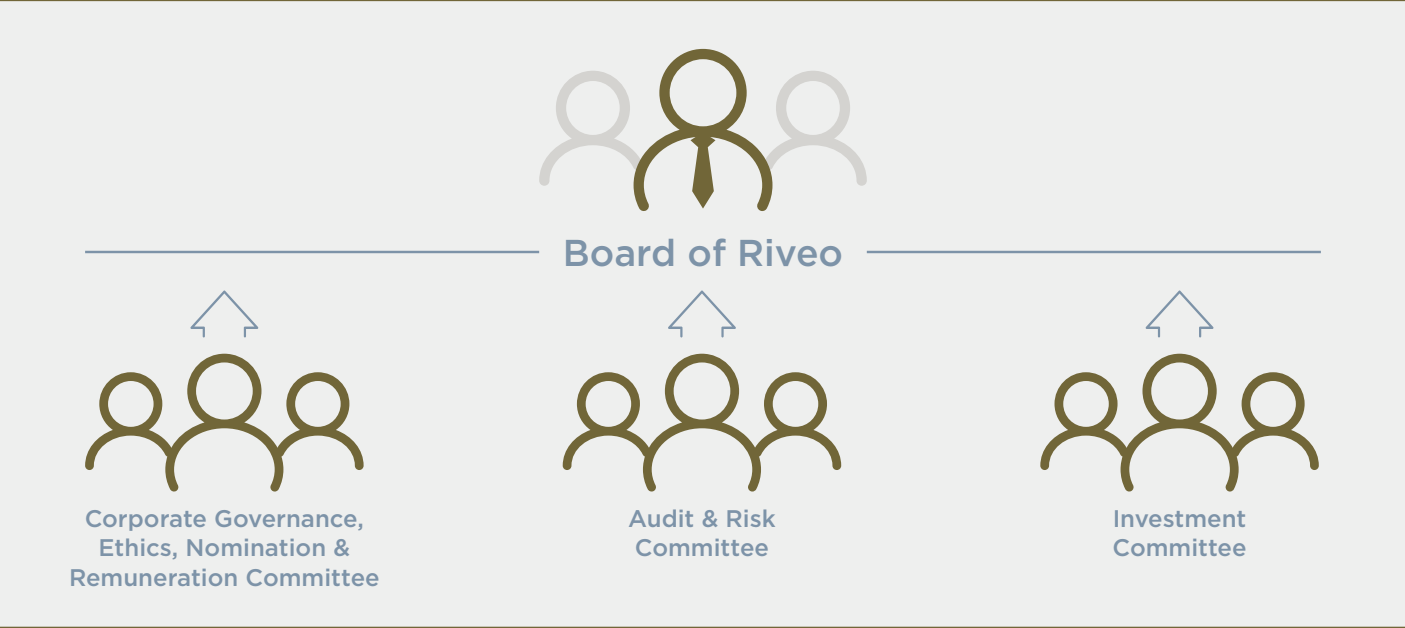 Board of Riveo
Corporate Governance,
Ethics, Nomination &
Remuneration Committee
Audit & Risk
Committee
Investment
Committee